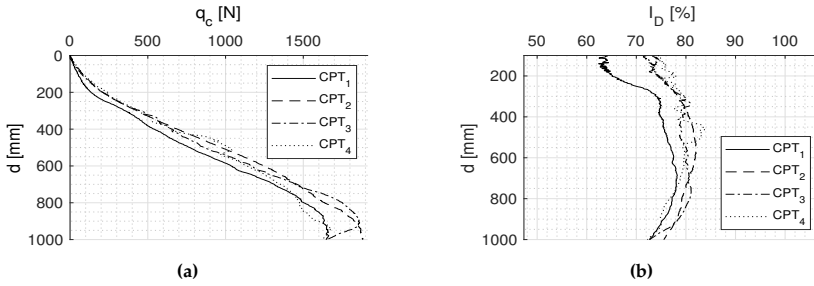 q_c [N]
0 500 1000 1500
0
200
400
600
800
1000
d [mm]
CPT_1
CPT_2
CPT_3
CPT_4
(a)
I_D [%]
50 60 70 80 90 100
200
400
600
800
1000
d [mm]
CPT_1
CPT_2
CPT_3
CPT_4
(b)